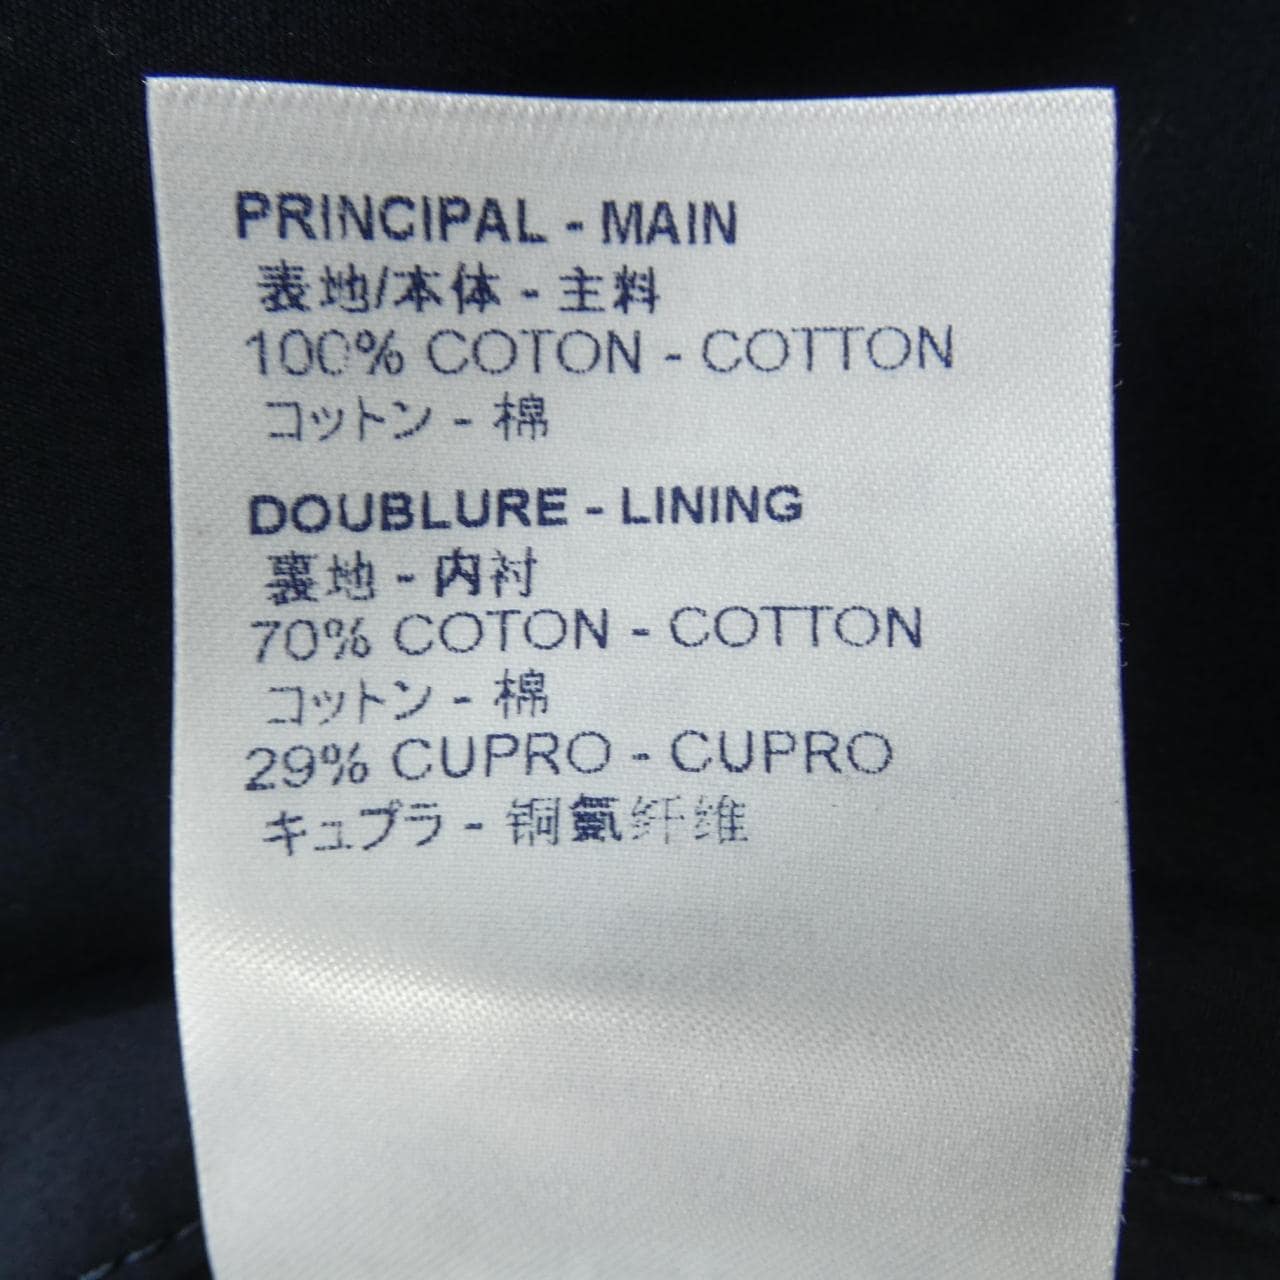 PRINCIPAL - MAIN
表地/本体 - 主料
100% COTON - COTTON
コットン - 棉
DOUBLURE - LINING
裏地 - 内衬
70% COTON - COTTON
コットン - 棉
29% CUPRO - CUPRO
キュプラ - 铜氨纤维